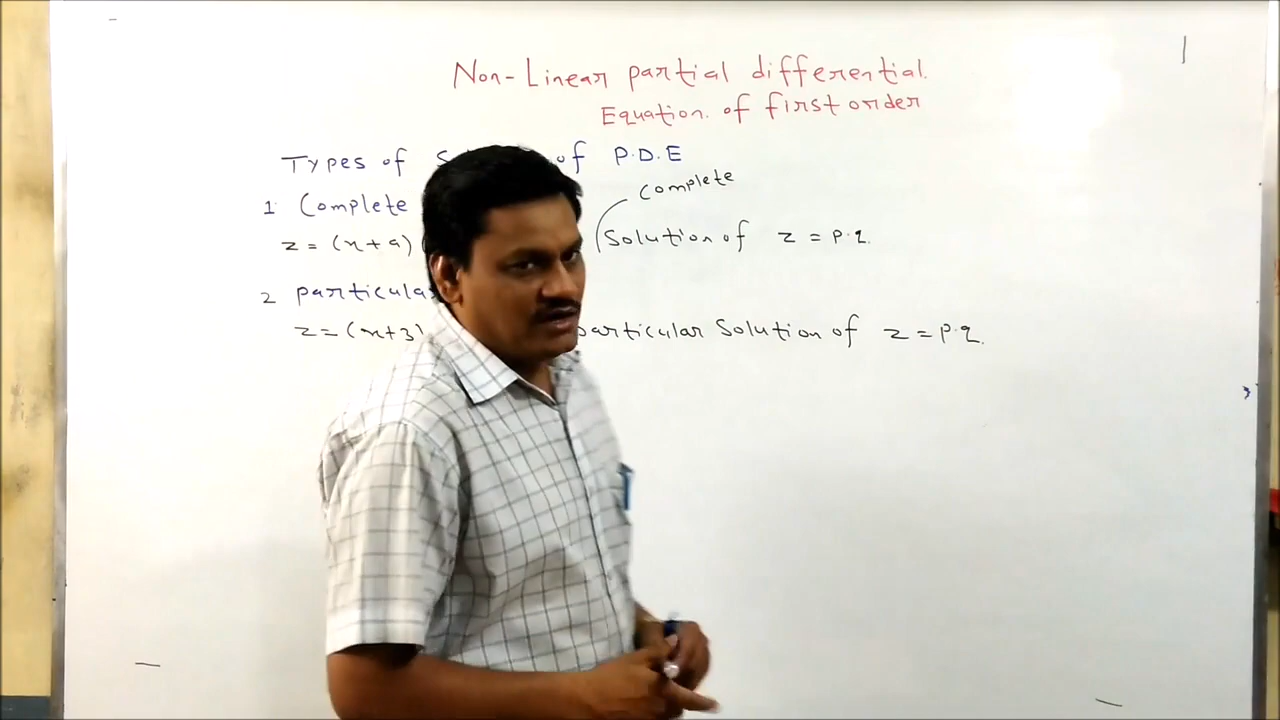 Non-Linear partial differential.
Equation. of first order
Types of of P.D.E
1 Complete
complete
z = (x+a) Solution of z = p.q.
2 particular
z=(x+3) particular Solution of z = p.q.